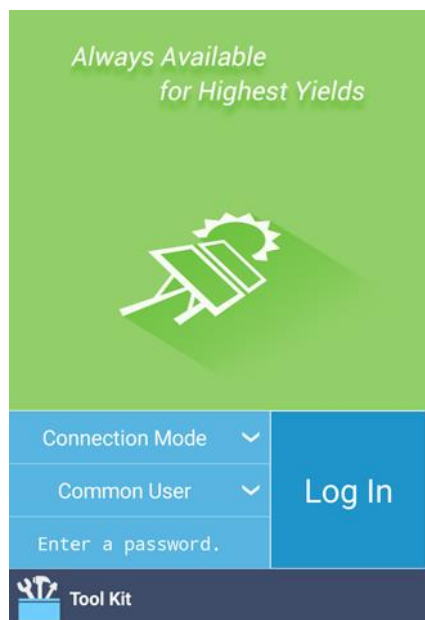 Always Available
for Highest Yields
Connection Mode
Common User
Log In
Enter a password.
Tool Kit